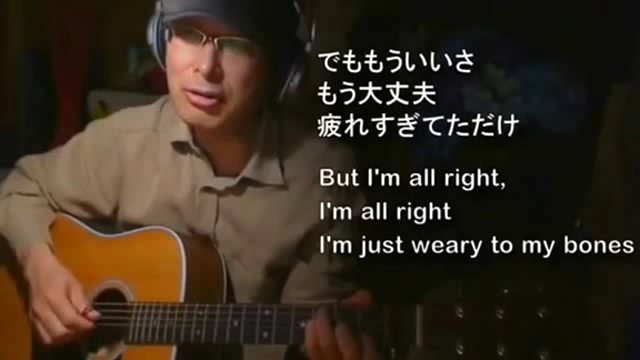 でももういいさ
もう大丈夫
疲れすぎてただけ
But I'm all right,
I'm all right
I'm just weary to my bones